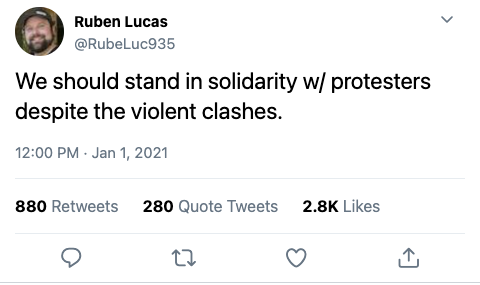 Ruben Lucas
@RubeLuc935
We should stand in solidarity w/ protesters
despite the violent clashes.
12:00 PM · Jan 1, 2021
880 Retweets 280 Quote Tweets 2.8K Likes